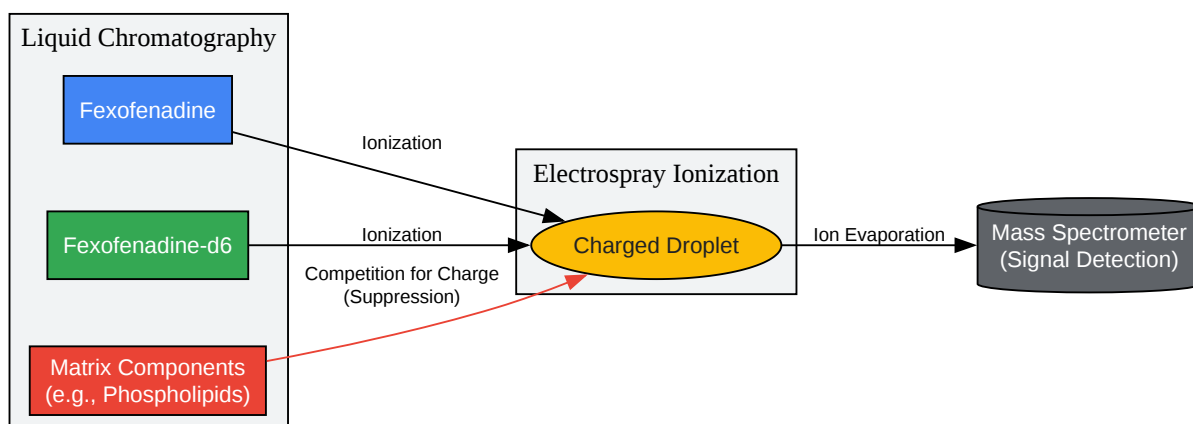 Liquid Chromatography
Fexofenadine
Ionization
Electrospray Ionization
Fexofenadine-d6
Ionization
Charged Droplet
Ion Evaporation
Mass Spectrometer
(Signal Detection)
Competition for Charge
(Suppression)
Matrix Components
(e.g., Phospholipids)